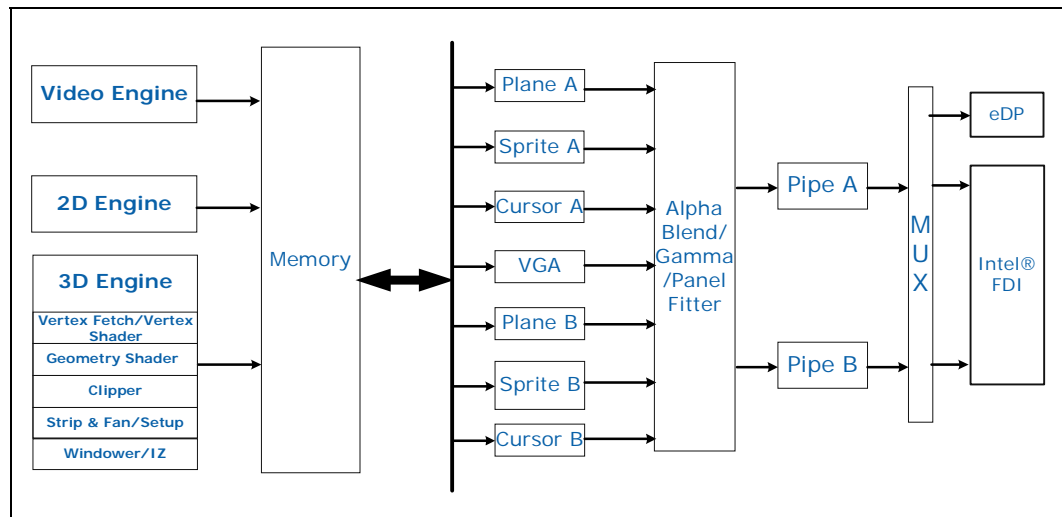 Video Engine
2D Engine
3D Engine
Vertex Fetch/Vertex
Shader
Geometry Shader
Clipper
Strip & Fan/Setup
Windower/IZ
Memory
Plane A
Sprite A
Cursor A
VGA
Plane B
Sprite B
Cursor B
Alpha
Blend/
Gamma
/Panel
Fitter
Pipe A
Pipe B
M
U
X
eDP
Intel®
FDI